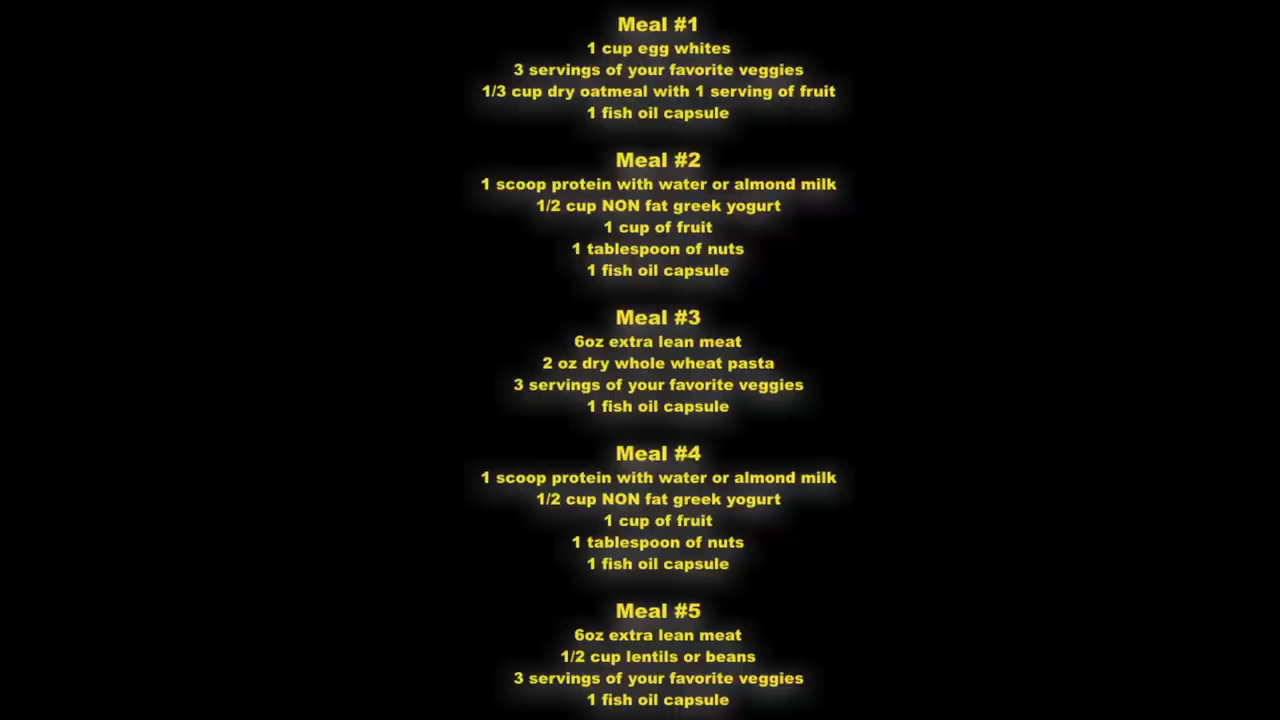 Meal #1
1 cup egg whites
3 servings of your favorite veggies
1/3 cup dry oatmeal with 1 serving of fruit
1 fish oil capsule
Meal #2
1 scoop protein with water or almond milk
1/2 cup NON fat greek yogurt
1 cup of fruit
1 tablespoon of nuts
1 fish oil capsule
Meal #3
6oz extra lean meat
2 oz dry whole wheat pasta
3 servings of your favorite veggies
1 fish oil capsule
Meal #4
1 scoop protein with water or almond milk
1/2 cup NON fat greek yogurt
1 cup of fruit
1 tablespoon of nuts
1 fish oil capsule
Meal #5
6oz extra lean meat
1/2 cup lentils or beans
3 servings of your favorite veggies
1 fish oil capsule